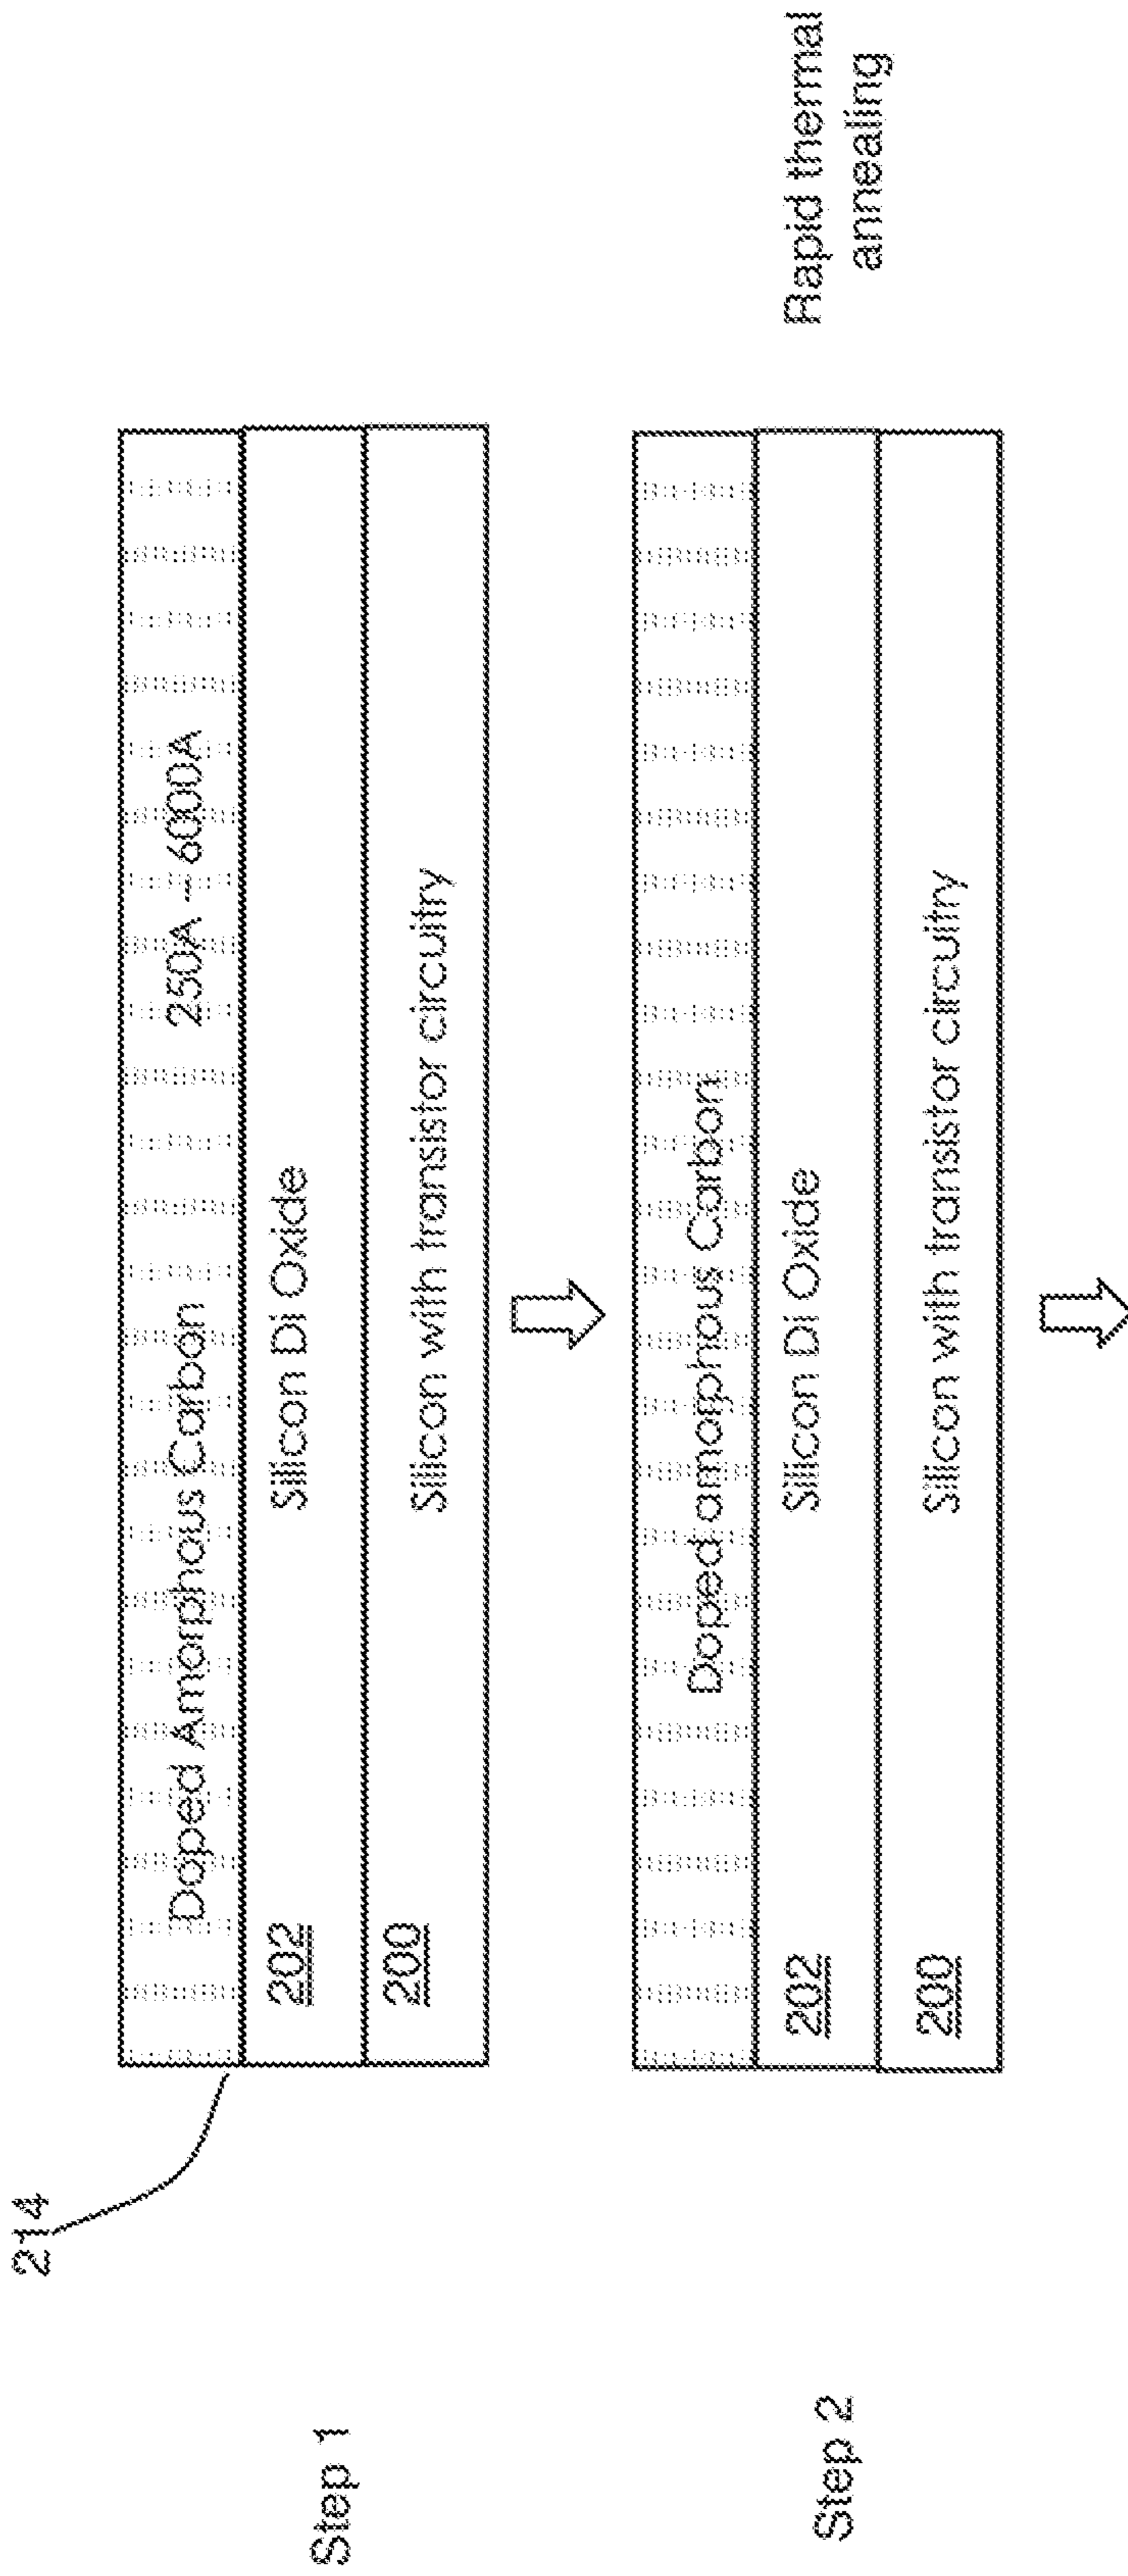 214
Step 1
Doped Amorphous Carbon 250A – 6000A
202 Silicon Di Oxide
200 Silicon with transistor circuitry
Step 2
Doped amorphous Carbon
202 Silicon Di Oxide
200 Silicon with transistor circuitry
Rapid thermal
annealing